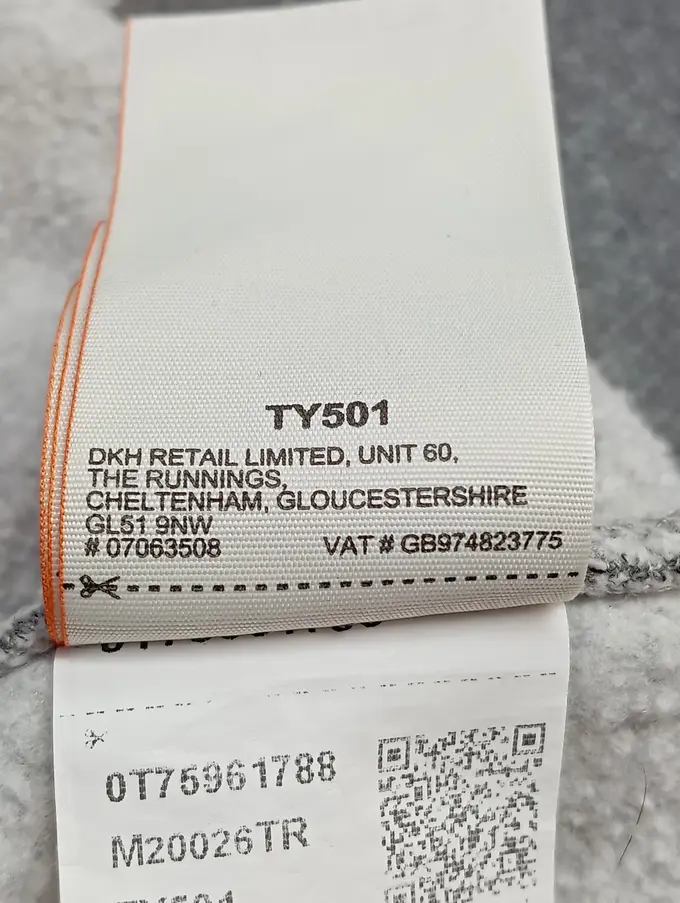 TY501
DKH RETAIL LIMITED, UNIT 60,
THE RUNNINGS,
CHELTENHAM, GLOUCESTERSHIRE
GL51 9NW
# 07063508 VAT # GB974823775
0T75961788
M20026TR